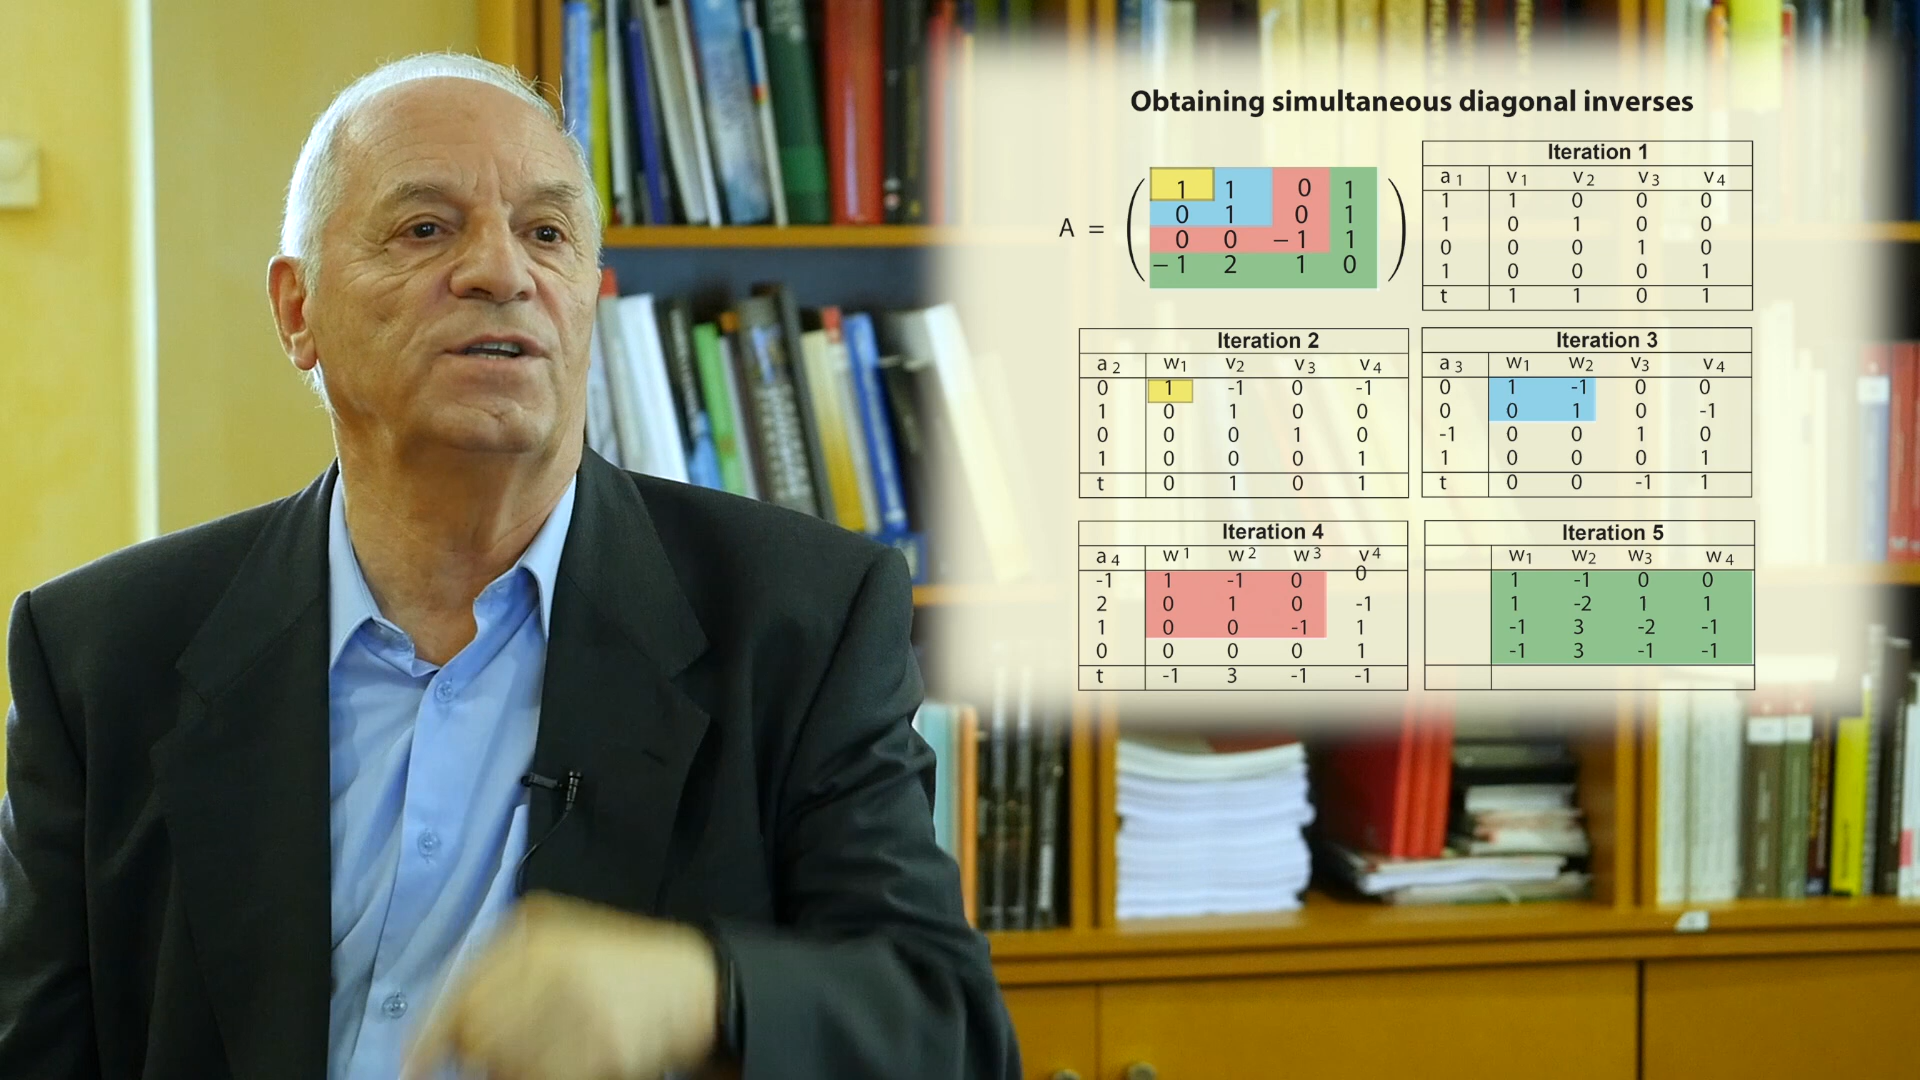 Obtaining simultaneous diagonal inverses
A =
1 1 0 1
0 1 0 1
0 0 −1 1
−1 2 1 0
Iteration 1
a1 v1 v2 v3 v4
1 1 0 0 0
1 0 1 0 0
0 0 0 1 0
1 0 0 0 1
t 1 1 0 1
Iteration 2
a2 w1 v2 v3 v4
0 1 -1 0 -1
1 0 1 0 0
0 0 0 1 0
1 0 0 0 1
t 0 1 0 1
Iteration 3
a3 w1 w2 v3 v4
0 1 -1 0 0
0 0 1 0 -1
-1 0 0 1 0
1 0 0 0 1
t 0 0 -1 1
Iteration 4
a4 w1 w2 w3 v4
-1 1 -1 0 0
2 0 1 0 -1
1 0 0 -1 1
0 0 0 0 1
t -1 3 -1 -1
Iteration 5
w1 w2 w3 w4
1 -1 0 0
1 -2 1 1
-1 3 -2 -1
-1 3 -1 -1